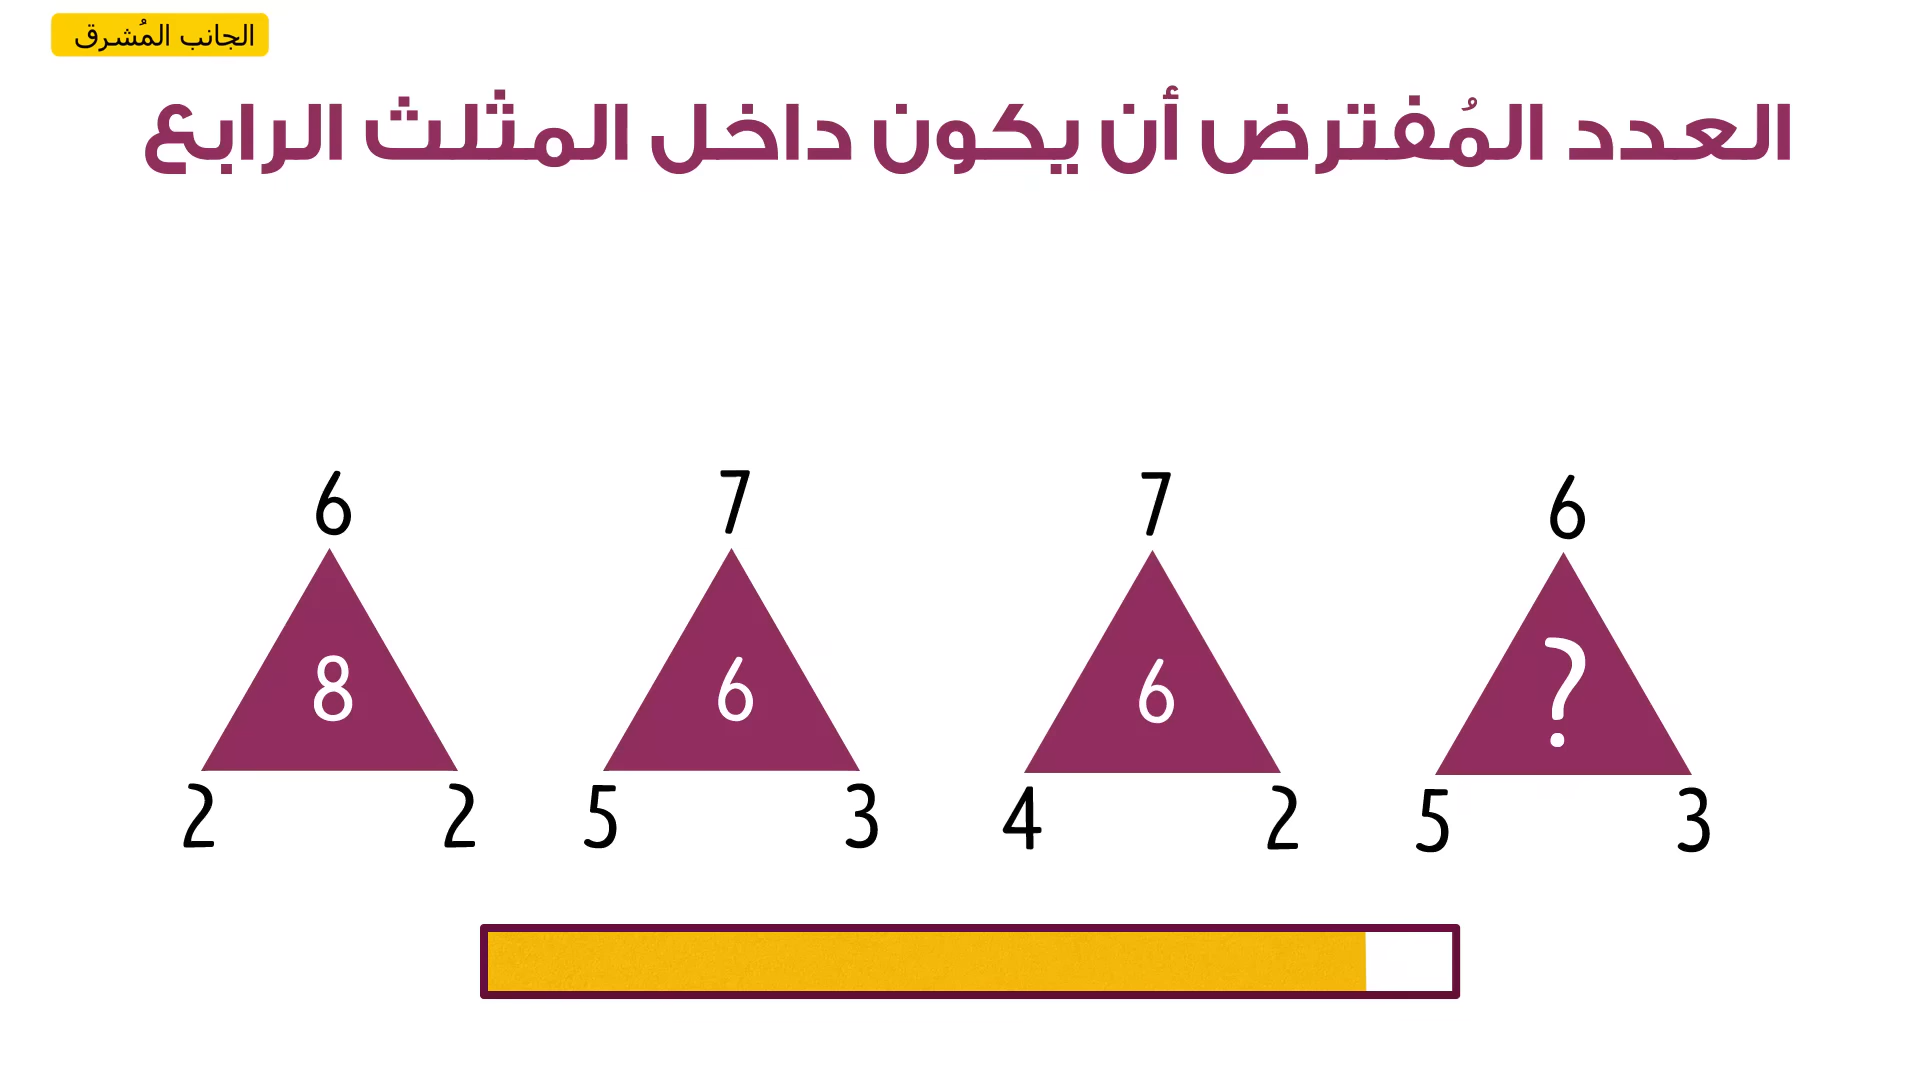 الجانب المُشرق
العدد المُفترض أن يكون داخل المثلث الرابع
6 7 7 6
8 6 6 ?
2 2 5 3 4 2 5 3